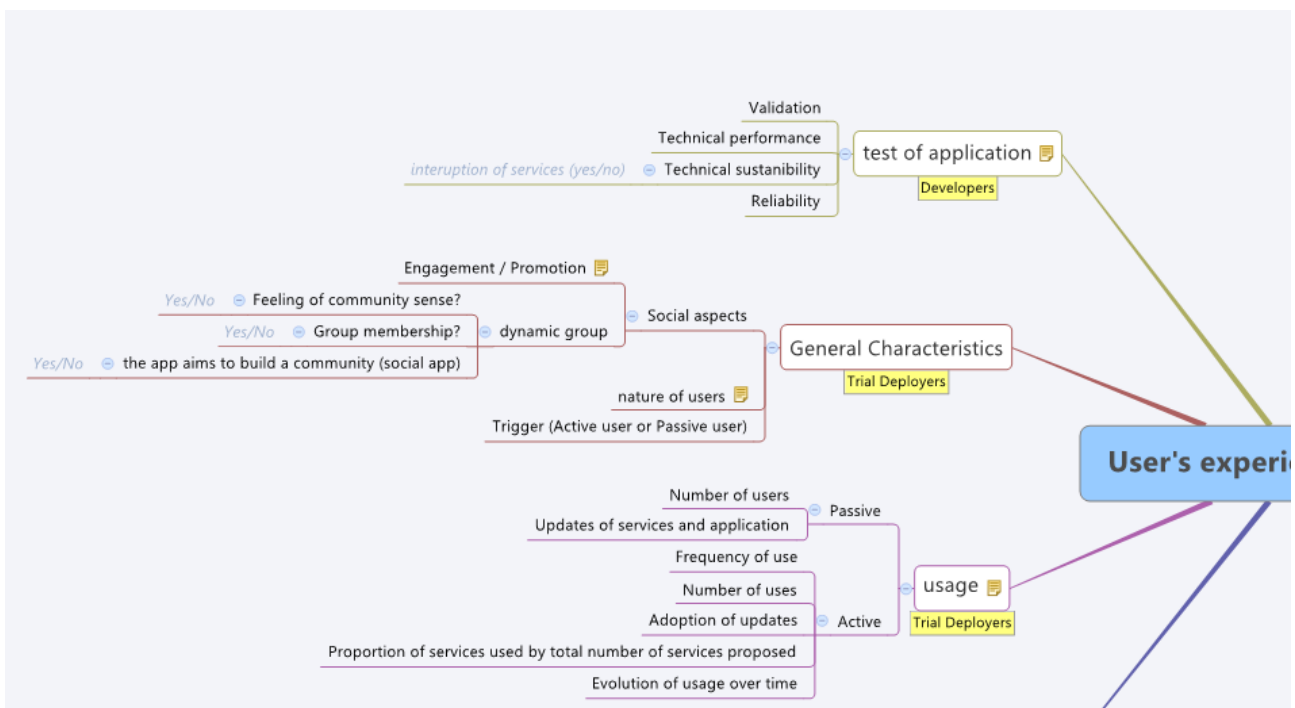 Validation
Technical performance
interuption of services (yes/no)
Technical sustanibility
Reliability
test of application
Developers
Engagement / Promotion
Yes/No
Feeling of community sense?
Yes/No
Group membership?
dynamic group
Yes/No
the app aims to build a community (social app)
Social aspects
nature of users
Trigger (Active user or Passive user)
General Characteristics
Trial Deployers
User's experi
Number of users
Updates of services and application
Passive
Frequency of use
Number of uses
Adoption of updates
Proportion of services used by total number of services proposed
Evolution of usage over time
Active
usage
Trial Deployers